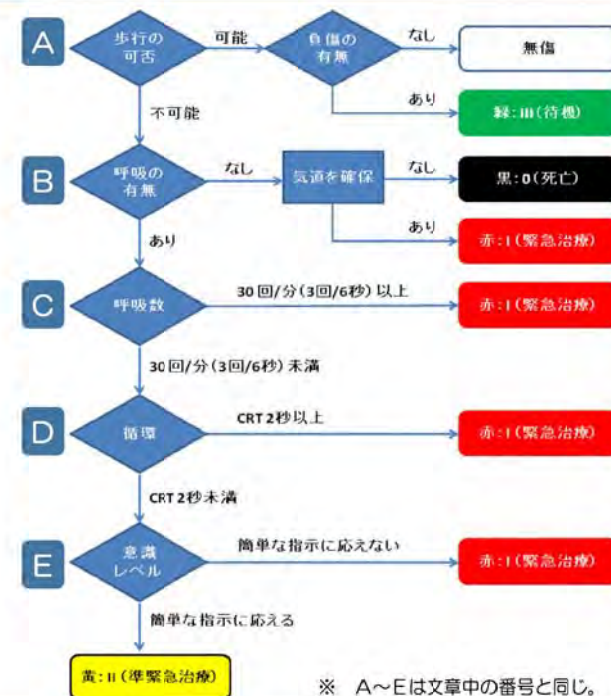 A
歩行の
可否
可能
負傷の
有無
なし
無傷
あり
緑:III(待機)
不可能
B
呼吸の
有無
なし
気道を確保
なし
黒:0(死亡)
あり
赤:I(緊急治療)
あり
C
呼吸数
30回/分(3回/6秒)以上
赤:I(緊急治療)
30回/分(3回/6秒)未満
D
循環
CRT2秒以上
赤:I(緊急治療)
CRT2秒未満
E
意識
レベル
簡単な指示に応えない
赤:I(緊急治療)
簡単な指示に応える
黄:II(準緊急治療)
※ A～Eは文章中の番号と同じ。